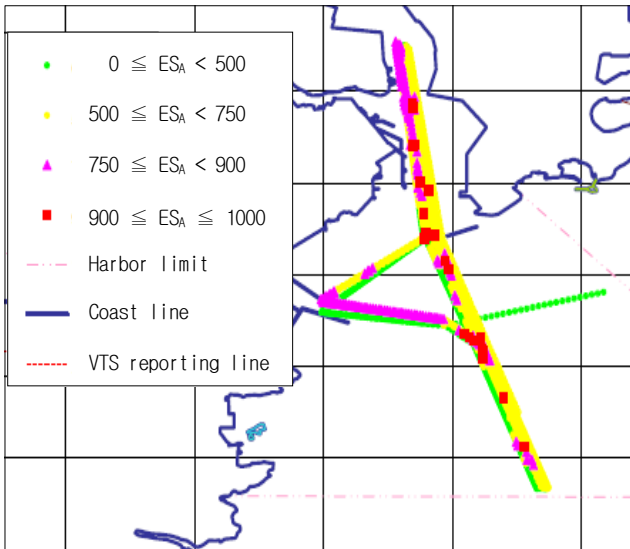 0 ≦ ESA < 500
500 ≦ ESA < 750
750 ≦ ESA < 900
900 ≦ ESA ≦ 1000
Harbor limit
Coast line
VTS reporting line